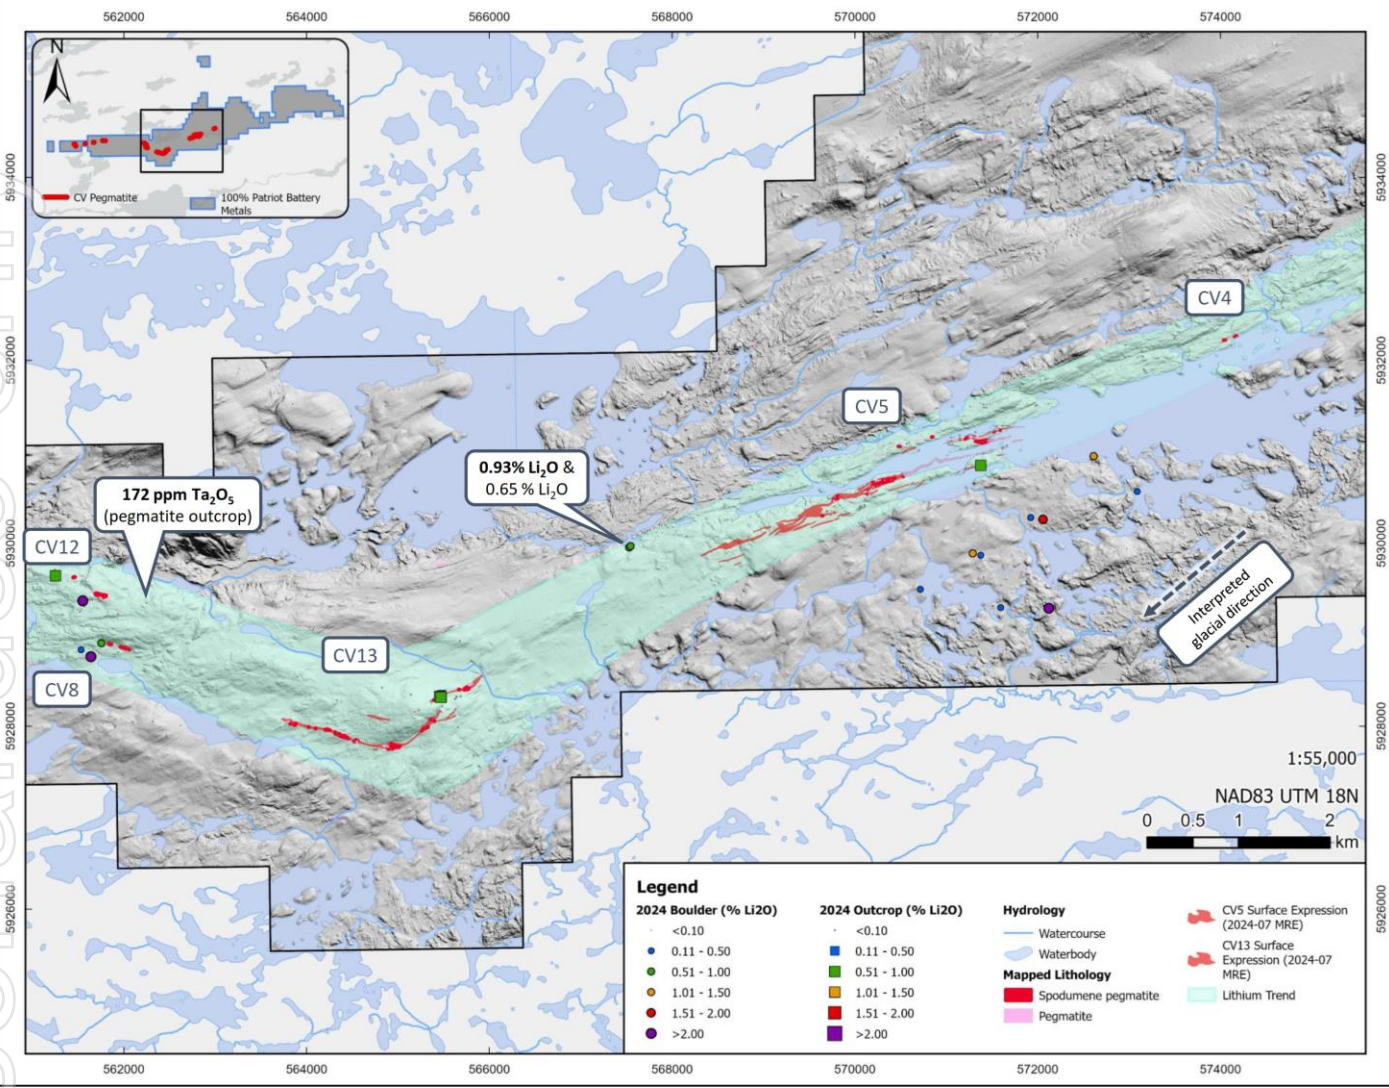 562000
564000
566000
568000
570000
572000
574000
N
CV Pegmatite
100% Patriot Battery
Metals
5934000
5934000
CV4
5932000
5932000
CV5
0.93% Li₂O &
0.65 % Li₂O
172 ppm Ta₂O₅
(pegmatite outcrop)
5930000
5930000
CV12
Interpreted
glacial direction
CV13
CV8
5928000
5928000
1:55,000
NAD83 UTM 18N
0 0.5 1 2
km
5926000
5926000
Legend
2024 Boulder (% Li2O)
<0.10
0.11 - 0.50
0.51 - 1.00
1.01 - 1.50
1.51 - 2.00
>2.00
2024 Outcrop (% Li2O)
<0.10
0.11 - 0.50
0.51 - 1.00
1.01 - 1.50
1.51 - 2.00
>2.00
Hydrology
Watercourse
Waterbody
Mapped Lithology
Spodumene pegmatite
Pegmatite
CV5 Surface Expression
(2024-07 MRE)
CV13 Surface
Expression (2024-07
MRE)
Lithium Trend
562000
564000
566000
568000
570000
572000
574000